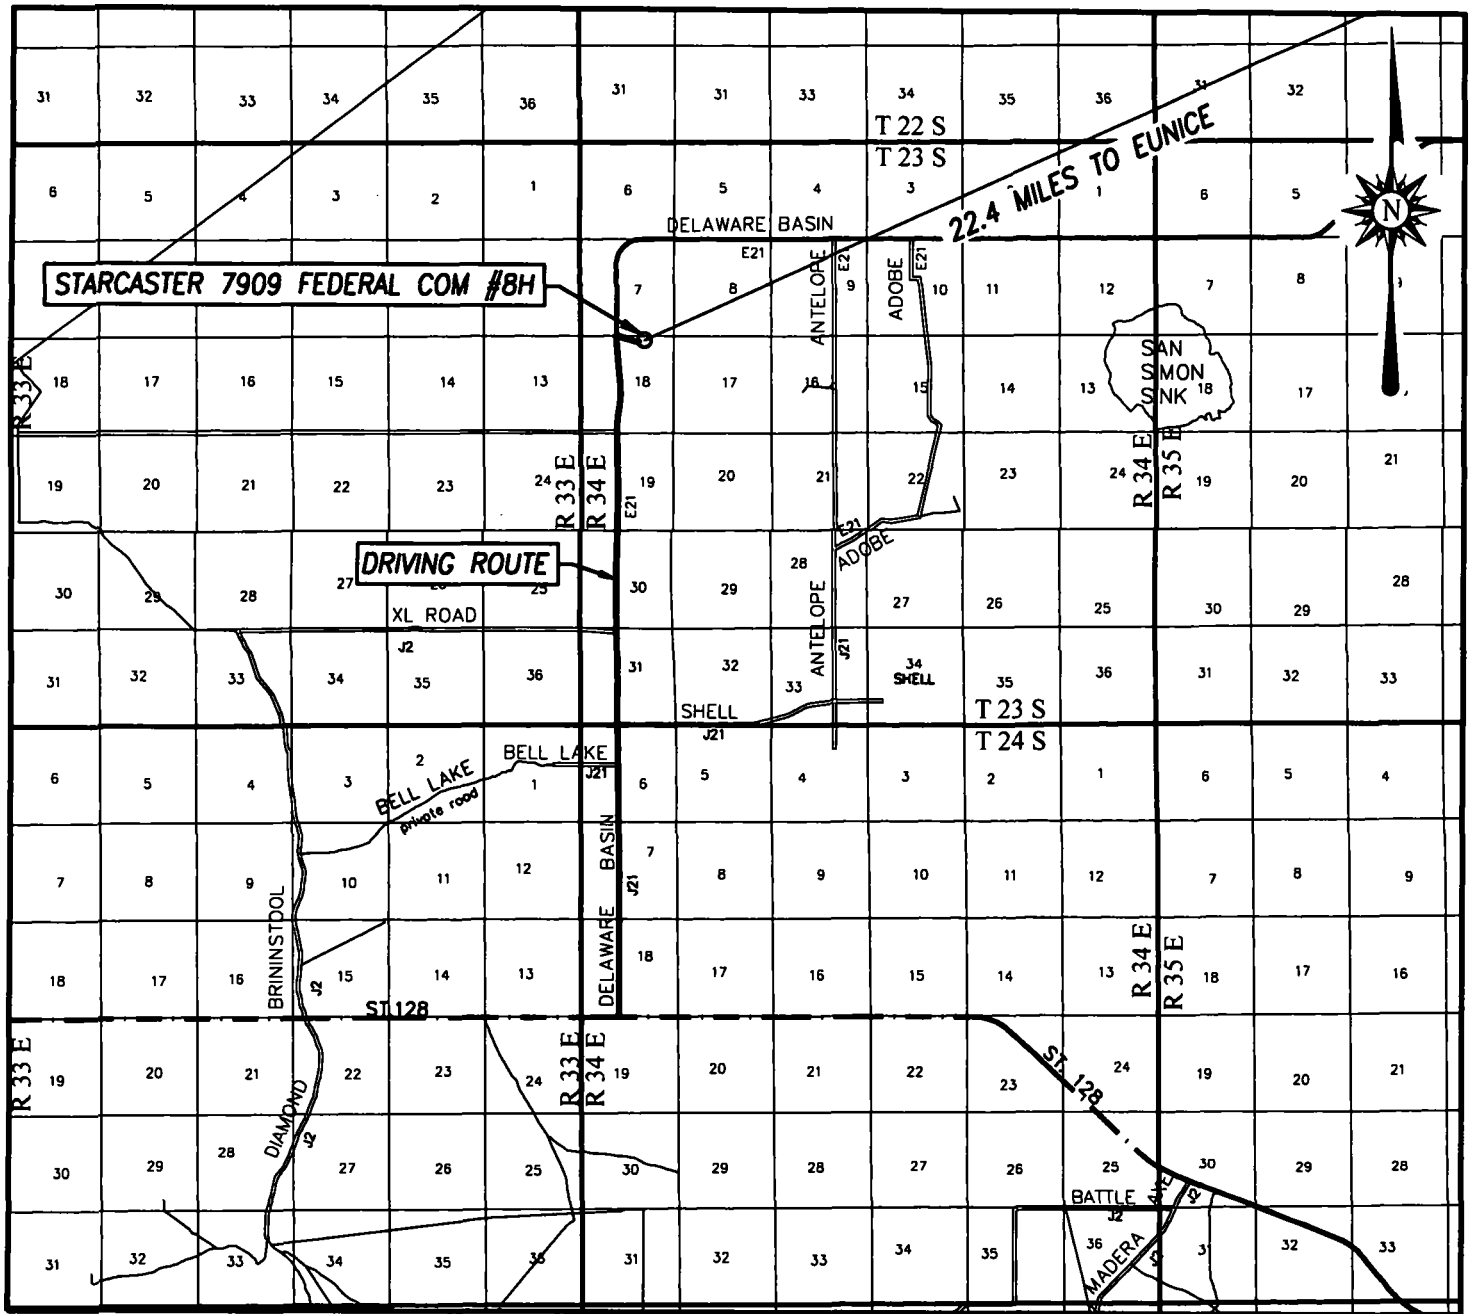 31 32 33 34 35 36 31 31 33 34 35 36 31 32
T 22 S
T 23 S
6 5 4 3 2 1 6 5 4 3 1 6 5
22.4 MILES TO EUNICE
N
DELAWARE BASIN
E21
STARCASTER 7909 FEDERAL COM #8H
7 8 9 10 11 12 7 8
ANTELOPE
E21
ADOBE
E21
SAN
SIMON
SINK
R 33 E
18 17 16 15 14 13 18 17 16 15 14 13 18 17
R 33 E
R 34 E
R 34 E
R 35 E
19 20 21 22 23 24 19 20 21 22 23 24 19 20 21
E21
E21
ADOBE
DRIVING ROUTE
30 29 28 27 25 30 29 28 27 26 25 30 29 28
XL ROAD
J2
ANTELOPE
J21
31 32 33 34 35 36 31 32 33 34 35 36 31 32 33
SHELL
SHELL
J21
T 23 S
T 24 S
BELL LAKE
J21
BELL LAKE
private road
6 5 4 3 2 1 6 5 4 3 2 1 6 5 4
7 8 9 10 11 12 7 8 9 10 11 12 7 8 9
DELAWARE BASIN
J21
BRININSTOOL
J2
R 34 E
R 35 E
18 17 16 15 14 13 18 17 16 15 14 13 18 17 16
ST.128
R 33 E
R 33 E
R 34 E
ST. 128
19 20 21 22 23 24 19 20 21 22 23 24 19 20 21
DIAMOND
J2
30 29 28 27 26 25 30 29 28 27 26 25 30 29 28
BATTLE AXE
J2
J2
MADERA
J2
31 32 33 34 35 36 31 32 33 34 35 36 31 32 33